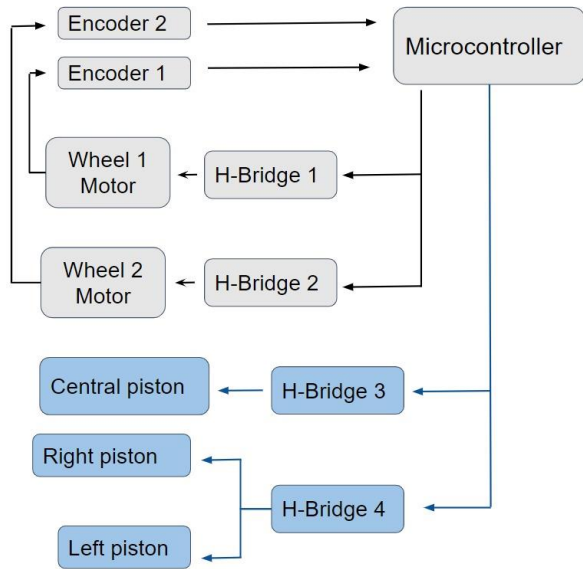 Encoder 2
Microcontroller
Encoder 1
Wheel 1
Motor
H-Bridge 1
Wheel 2
Motor
H-Bridge 2
Central piston
H-Bridge 3
Right piston
H-Bridge 4
Left piston